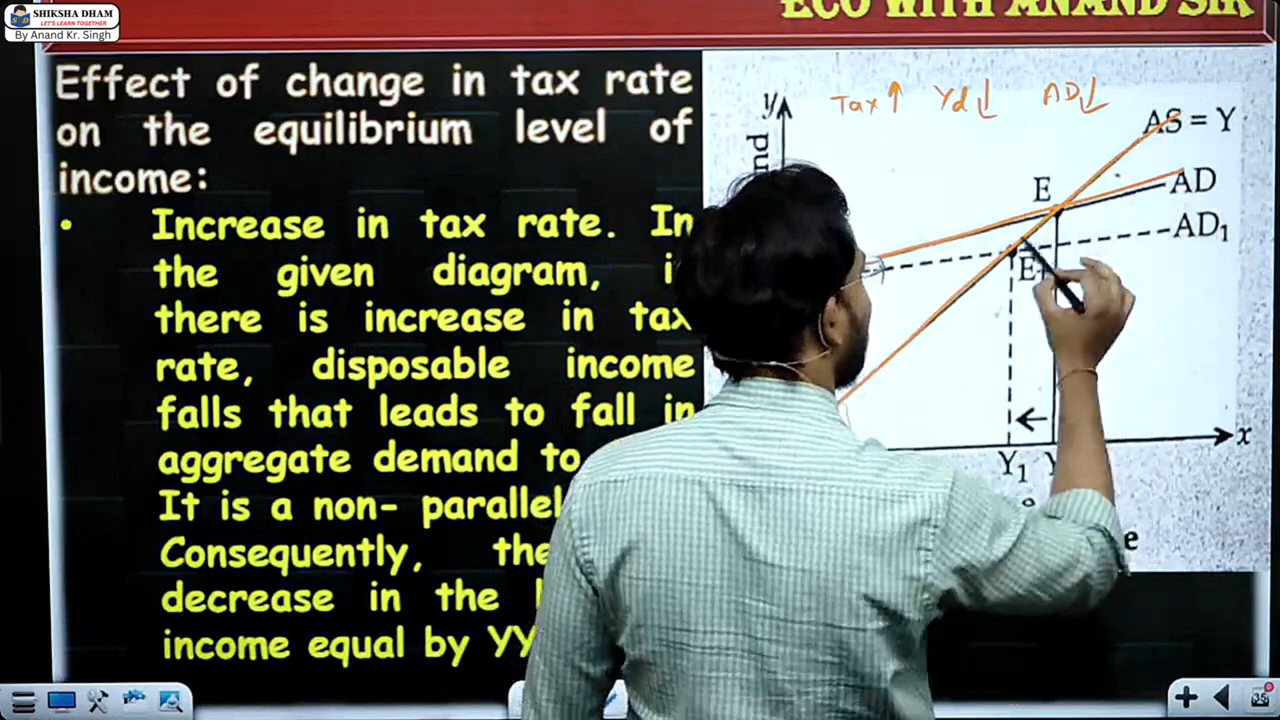 SHIKSHA DHAM
LET'S LEARN TOGETHER
By Anand Kr. Singh
ECO WITH ANAND SIR
Effect of change in tax rate
on the equilibrium level of
income:
• Increase in tax rate. In
the given diagram, i
there is increase in tax
rate, disposable income
falls that leads to fall in
aggregate demand to
It is a non- parallel
Consequently, the
decrease in the
income equal by YY
Tax↑ Yd↓ AD↓
y
nd
AS = Y
E
AD
AD₁
E₁
Y₁ Y
x
e
35